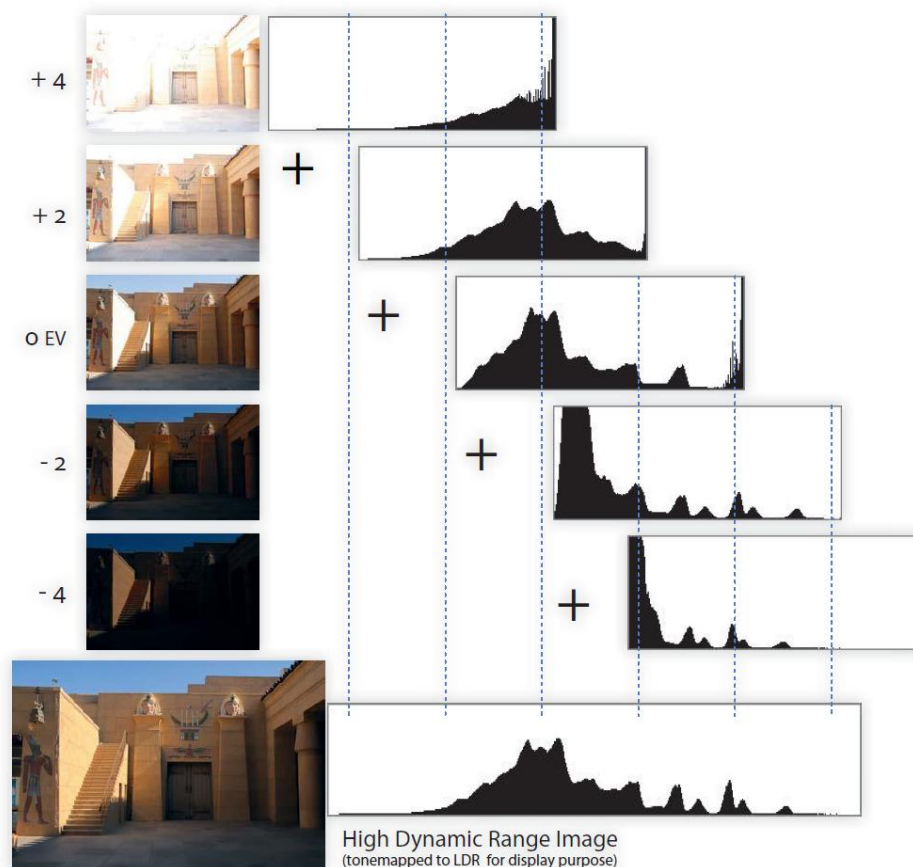 + 4
+
+ 2
+
0 EV
+
- 2
+
- 4
High Dynamic Range Image
(tonemapped to LDR for display purpose)